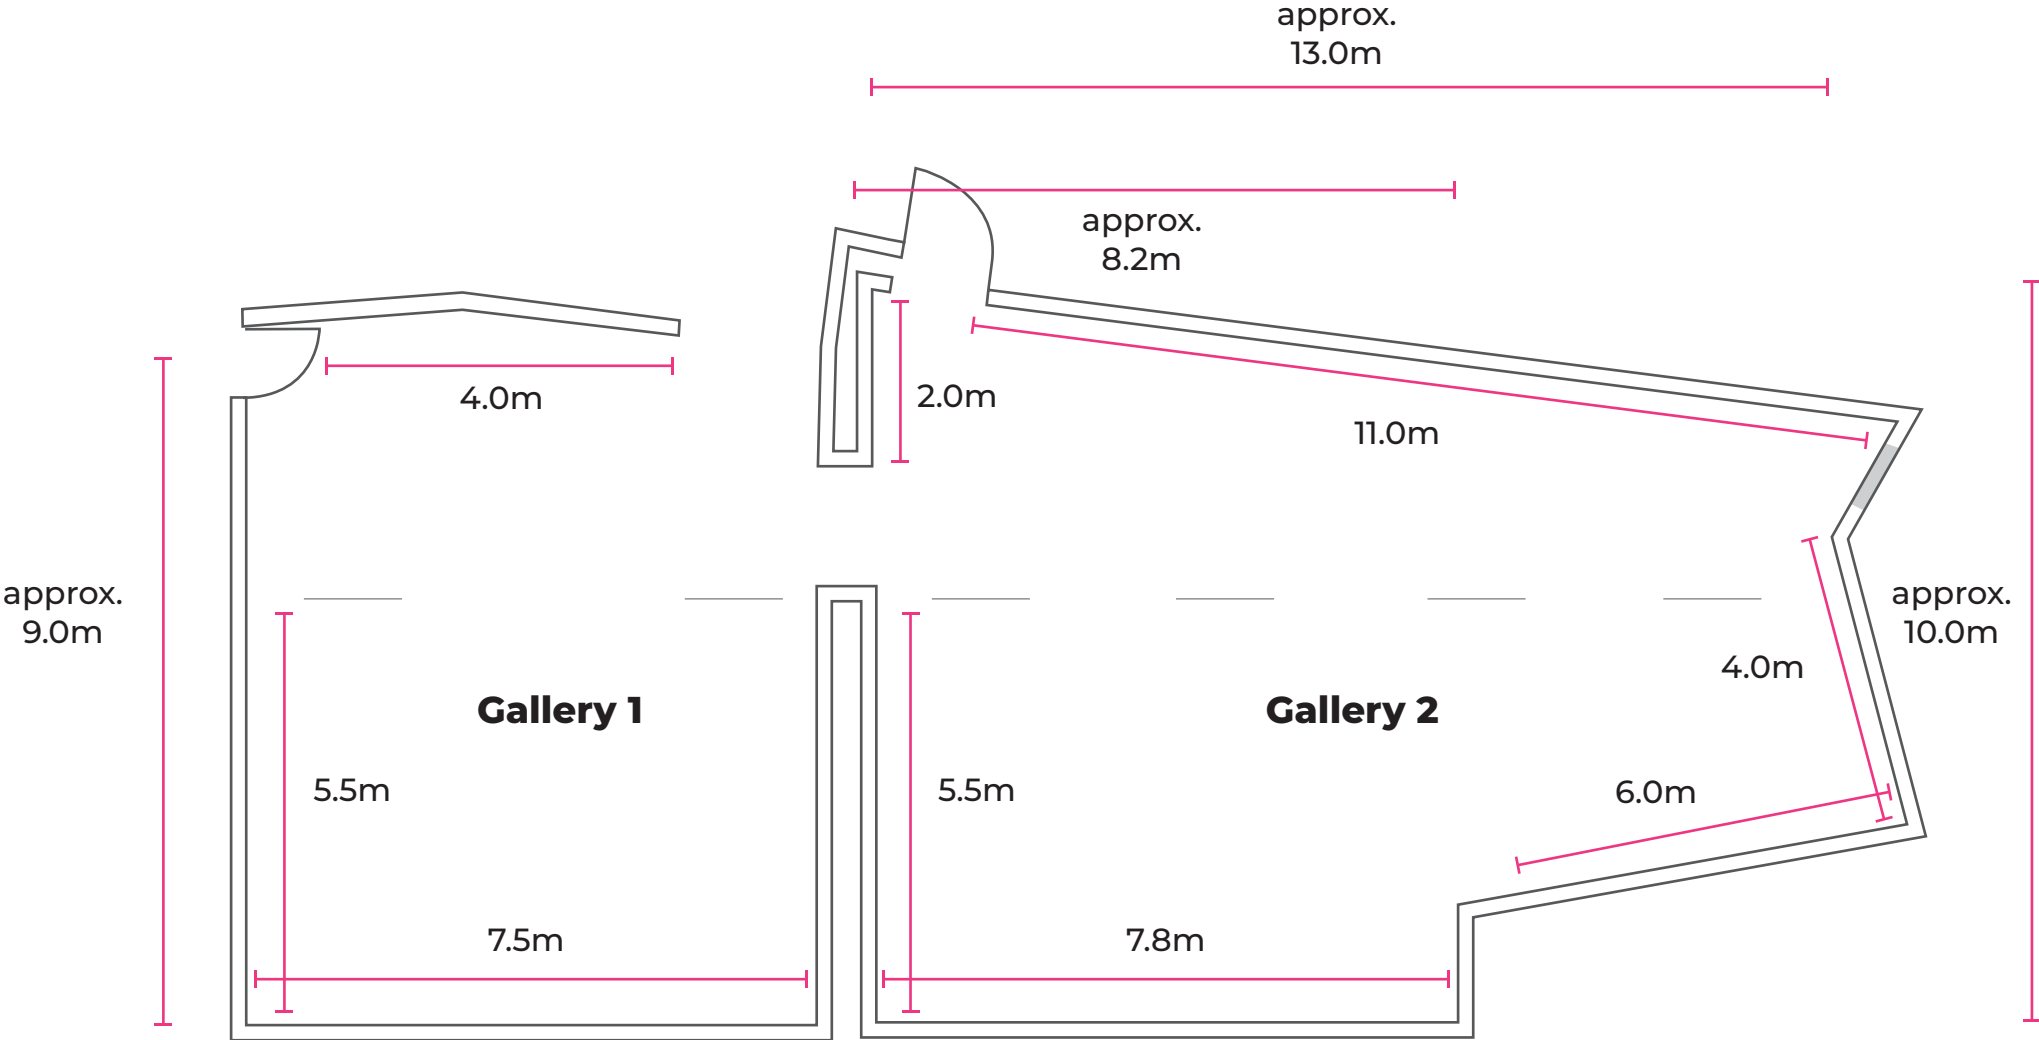 approx.
13.0m
approx.
8.2m
4.0m
2.0m
11.0m
approx.
9.0m
approx.
10.0m
4.0m
Gallery 1
Gallery 2
5.5m
5.5m
6.0m
7.5m
7.8m